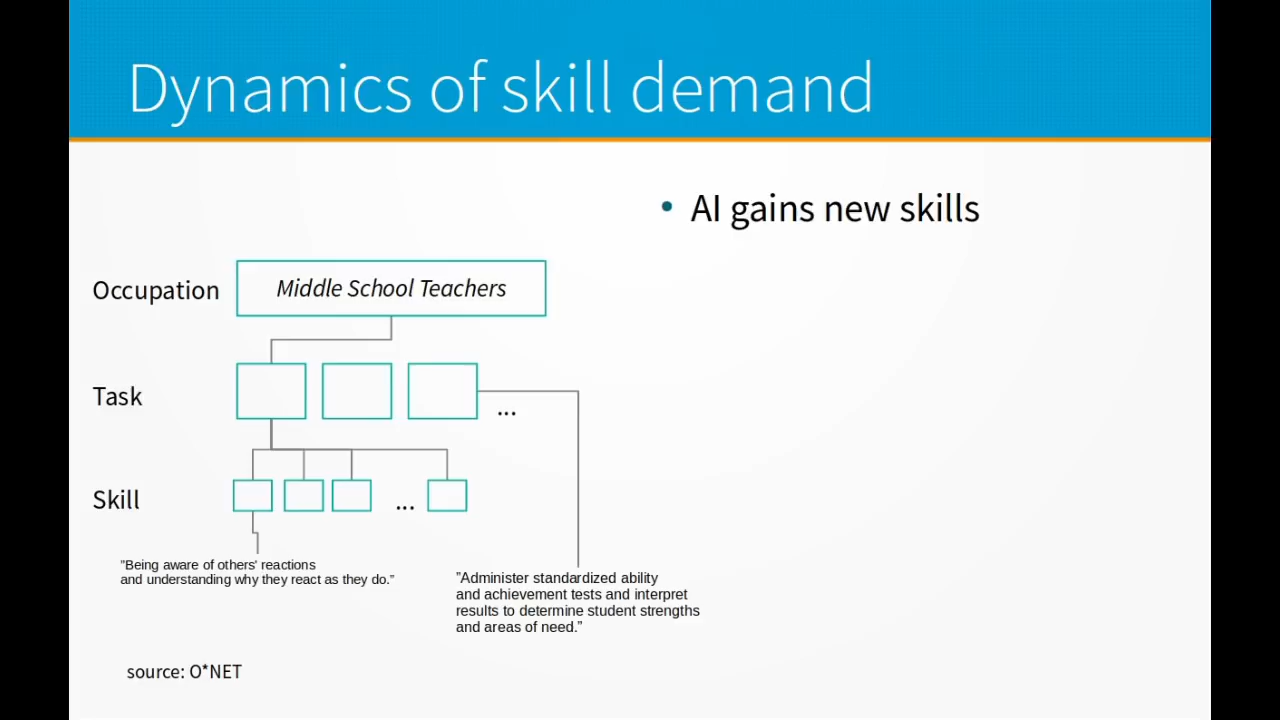 Dynamics of skill demand
• AI gains new skills
Occupation
Middle School Teachers
Task
...
Skill
...
"Being aware of others' reactions
and understanding why they react as they do.”
"Administer standardized ability
and achievement tests and interpret
results to determine student strengths
and areas of need.”
source: O*NET